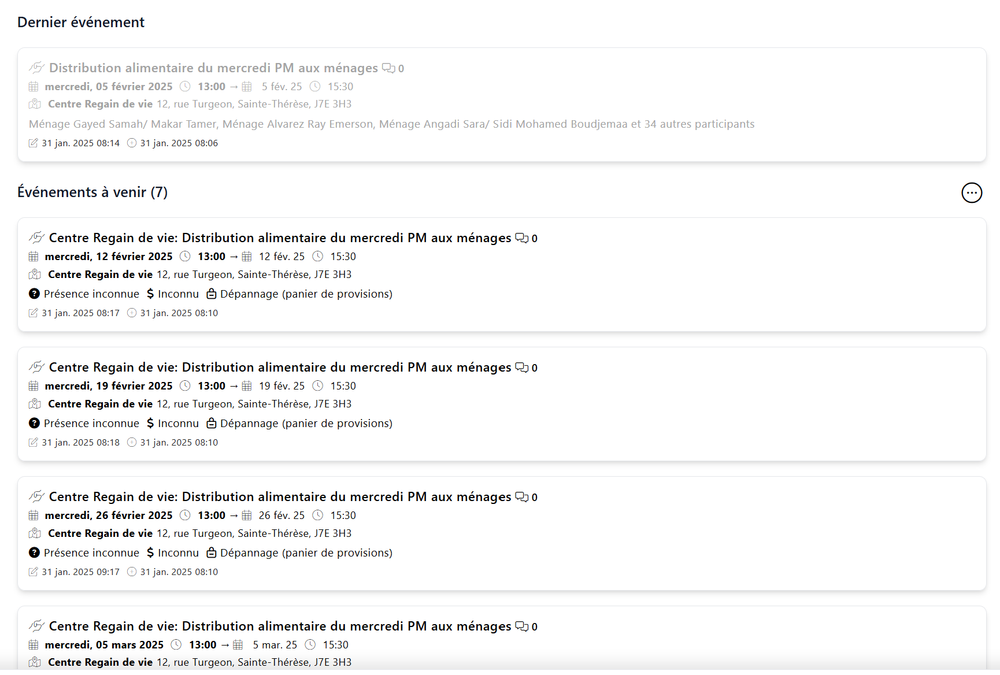 Dernier événement
Distribution alimentaire du mercredi PM aux ménages 0
mercredi, 05 février 2025 13:00 → 5 fév. 25 15:30
Centre Regain de vie 12, rue Turgeon, Sainte-Thérèse, J7E 3H3
Ménage Gayed Samah/ Makar Tamer, Ménage Alvarez Ray Emerson, Ménage Angadi Sara/ Sidi Mohamed Boudjemaa et 34 autres participants
31 jan. 2025 08:14 31 jan. 2025 08:06
Événements à venir (7)
Centre Regain de vie: Distribution alimentaire du mercredi PM aux ménages 0
mercredi, 12 février 2025 13:00 → 12 fév. 25 15:30
Centre Regain de vie 12, rue Turgeon, Sainte-Thérèse, J7E 3H3
Présence inconnue $ Inconnu Dépannage (panier de provisions)
31 jan. 2025 08:17 31 jan. 2025 08:10
Centre Regain de vie: Distribution alimentaire du mercredi PM aux ménages 0
mercredi, 19 février 2025 13:00 → 19 fév. 25 15:30
Centre Regain de vie 12, rue Turgeon, Sainte-Thérèse, J7E 3H3
Présence inconnue $ Inconnu Dépannage (panier de provisions)
31 jan. 2025 08:18 31 jan. 2025 08:10
Centre Regain de vie: Distribution alimentaire du mercredi PM aux ménages 0
mercredi, 26 février 2025 13:00 → 26 fév. 25 15:30
Centre Regain de vie 12, rue Turgeon, Sainte-Thérèse, J7E 3H3
Présence inconnue $ Inconnu Dépannage (panier de provisions)
31 jan. 2025 09:17 31 jan. 2025 08:10
Centre Regain de vie: Distribution alimentaire du mercredi PM aux ménages 0
mercredi, 05 mars 2025 13:00 → 5 mar. 25 15:30
Centre Regain de vie 12, rue Turgeon, Sainte-Thérèse, J7E 3H3